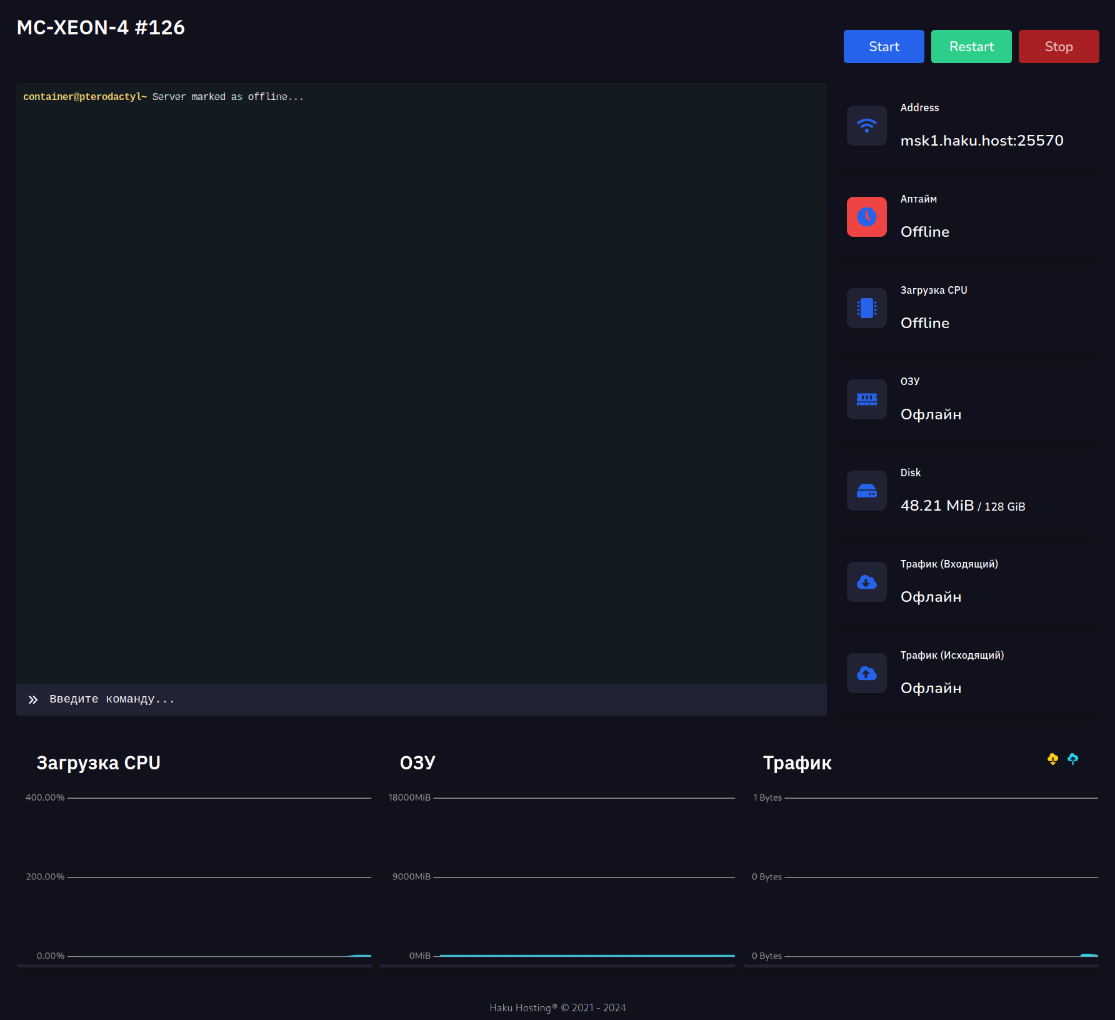 MC-XEON-4 #126
Start
Restart
Stop
container@pterodactyl~ Server marked as offline...
Address
msk1.haku.host:25570
Аптайм
Offline
Загрузка CPU
Offline
ОЗУ
Офлайн
Disk
48.21 MiB / 128 GiB
Трафик (Входящий)
Офлайн
Трафик (Исходящий)
Офлайн
» Введите команду...
Загрузка CPU
400.00%
200.00%
0.00%
ОЗУ
18000MiB
9000MiB
0MiB
Трафик
1 Bytes
0 Bytes
0 Bytes
Haku Hosting® © 2021 - 2024